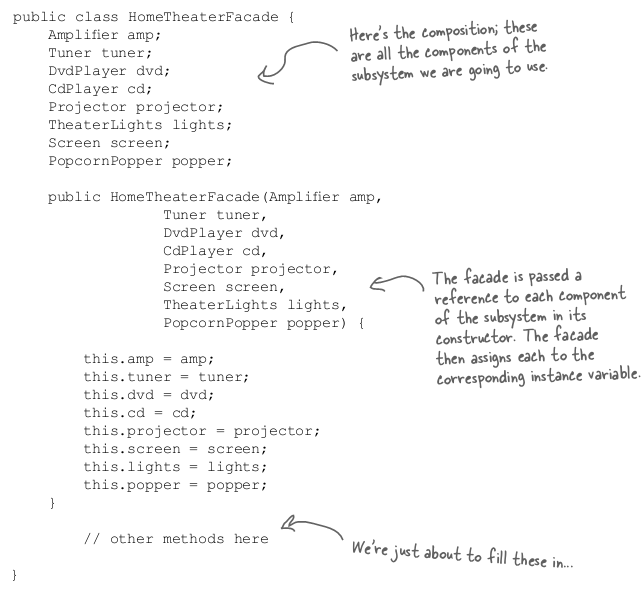 public class HomeTheaterFacade {
Amplifier amp;
Tuner tuner;
DvdPlayer dvd;
CdPlayer cd;
Projector projector;
TheaterLights lights;
Screen screen;
PopcornPopper popper;
Here's the composition; these
are all the components of the
subsystem we are going to use.
public HomeTheaterFacade(Amplifier amp,
Tuner tuner,
DvdPlayer dvd,
CdPlayer cd,
Projector projector,
Screen screen,
TheaterLights lights,
PopcornPopper popper) {
The facade is passed a
reference to each component
of the subsystem in its
constructor. The facade
then assigns each to the
corresponding instance variable.
this.amp = amp;
this.tuner = tuner;
this.dvd = dvd;
this.cd = cd;
this.projector = projector;
this.screen = screen;
this.lights = lights;
this.popper = popper;
}
// other methods here
We're just about to fill these in...
}